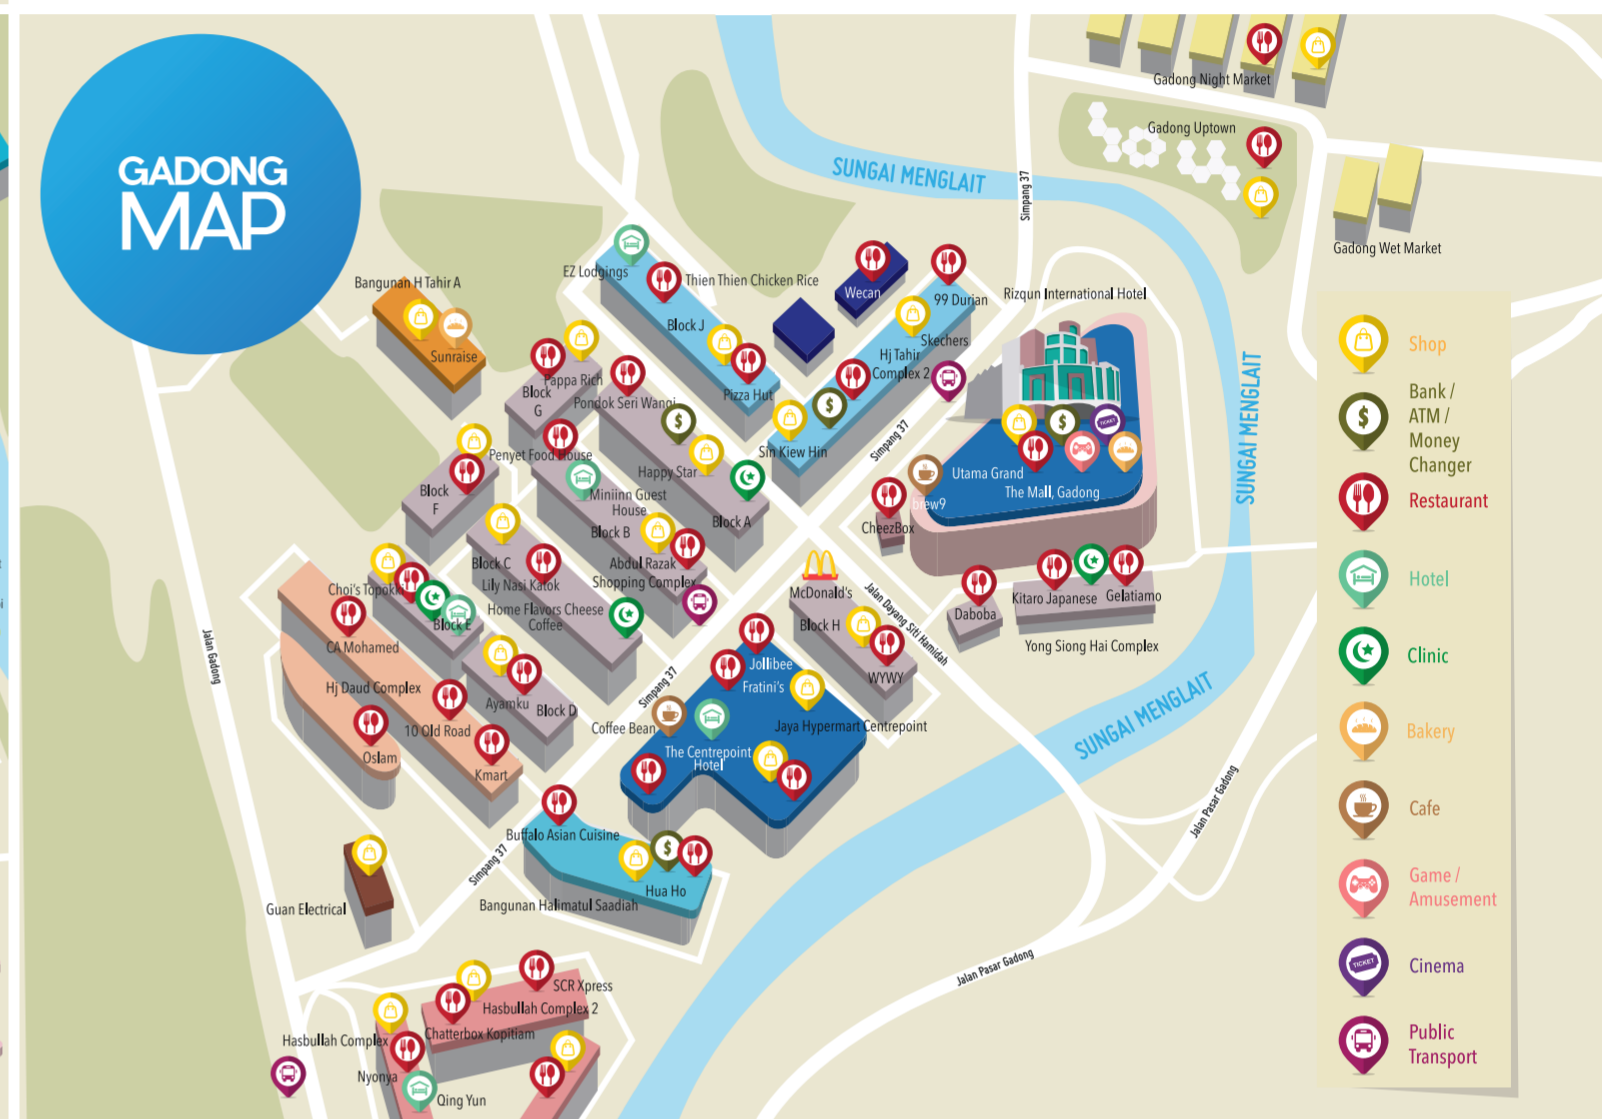 GADONG
MAP
SUNGAI MENGLAIT
Simpang 37
Gadong Night Market
Gadong Uptown
Gadong Wet Market
Bangunan H Tahir A
Sunraise
EZ Lodgings
Thien Thien Chicken Rice
Block J
Pizza Hut
Wecan
99 Durian
Skechers
Hj Tahir
Complex 2
Sin Kiew Hin
Rizqun International Hotel
Simpang 37
SUNGAI MENGLAIT
Utama Grand
The Mall, Gadong
brew9
CheezBox
Pappa Rich
Block
G
Pondok Seri Wangi
Penyet Food House
Happy Star
Block A
Miniinn Guest
House
Block B
Abdul Razak
Shopping Complex
Block
F
Block C
Lily Nasi Katok
Home Flavors Cheese
Coffee
Choi's Topokki
Block E
CA Mohamed
Hj Daud Complex
10 Old Road
Oslam
Kmart
Ayamku
Block D
Jalan Gadong
McDonald's
Block H
WYWY
Jalan Dayang Siti Hamidah
Daboba
Kitaro Japanese
Gelatiamo
Yong Siong Hai Complex
Simpang 37
Jollibee
Fratini's
Coffee Bean
Jaya Hypermart Centrepoint
The Centrepoint
Hotel
SUNGAI MENGLAIT
Jalan Pasar Gadong
Buffalo Asian Cuisine
Simpang 37
Hua Ho
Bangunan Halimatul Saadiah
Guan Electrical
Jalan Pasar Gadong
SCR Xpress
Hasbullah Complex 2
Chatterbox Kopitiam
Hasbullah Complex
Nyonya
Qing Yun
Shop
Bank /
ATM /
Money
Changer
Restaurant
Hotel
Clinic
Bakery
Cafe
Game /
Amusement
TICKET
Cinema
Public
Transport
TICKET